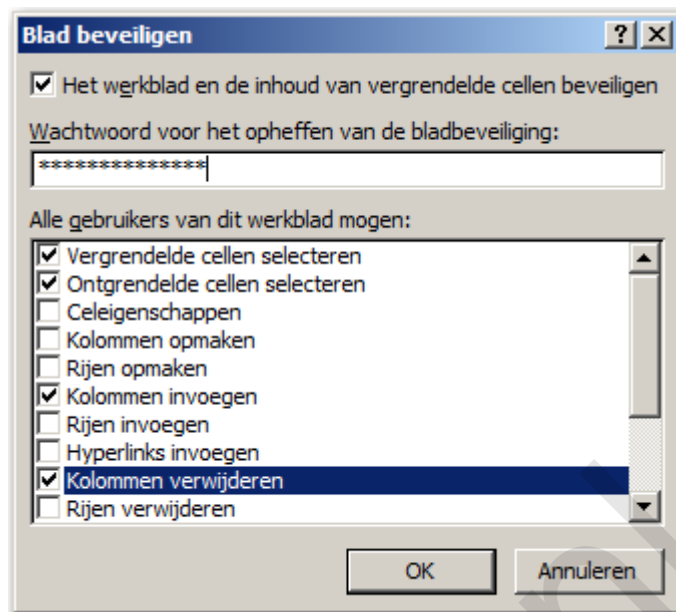 Blad beveiligen
Het werkblad en de inhoud van vergrendelde cellen beveiligen
Wachtwoord voor het opheffen van de bladbeveiliging:
***************
Alle gebruikers van dit werkblad mogen:
Vergrendelde cellen selecteren
Ontgrendelde cellen selecteren
Celeigenschappen
Kolommen opmaken
Rijen opmaken
Kolommen invoegen
Rijen invoegen
Hyperlinks invoegen
Kolommen verwijderen
Rijen verwijderen
OK Annuleren